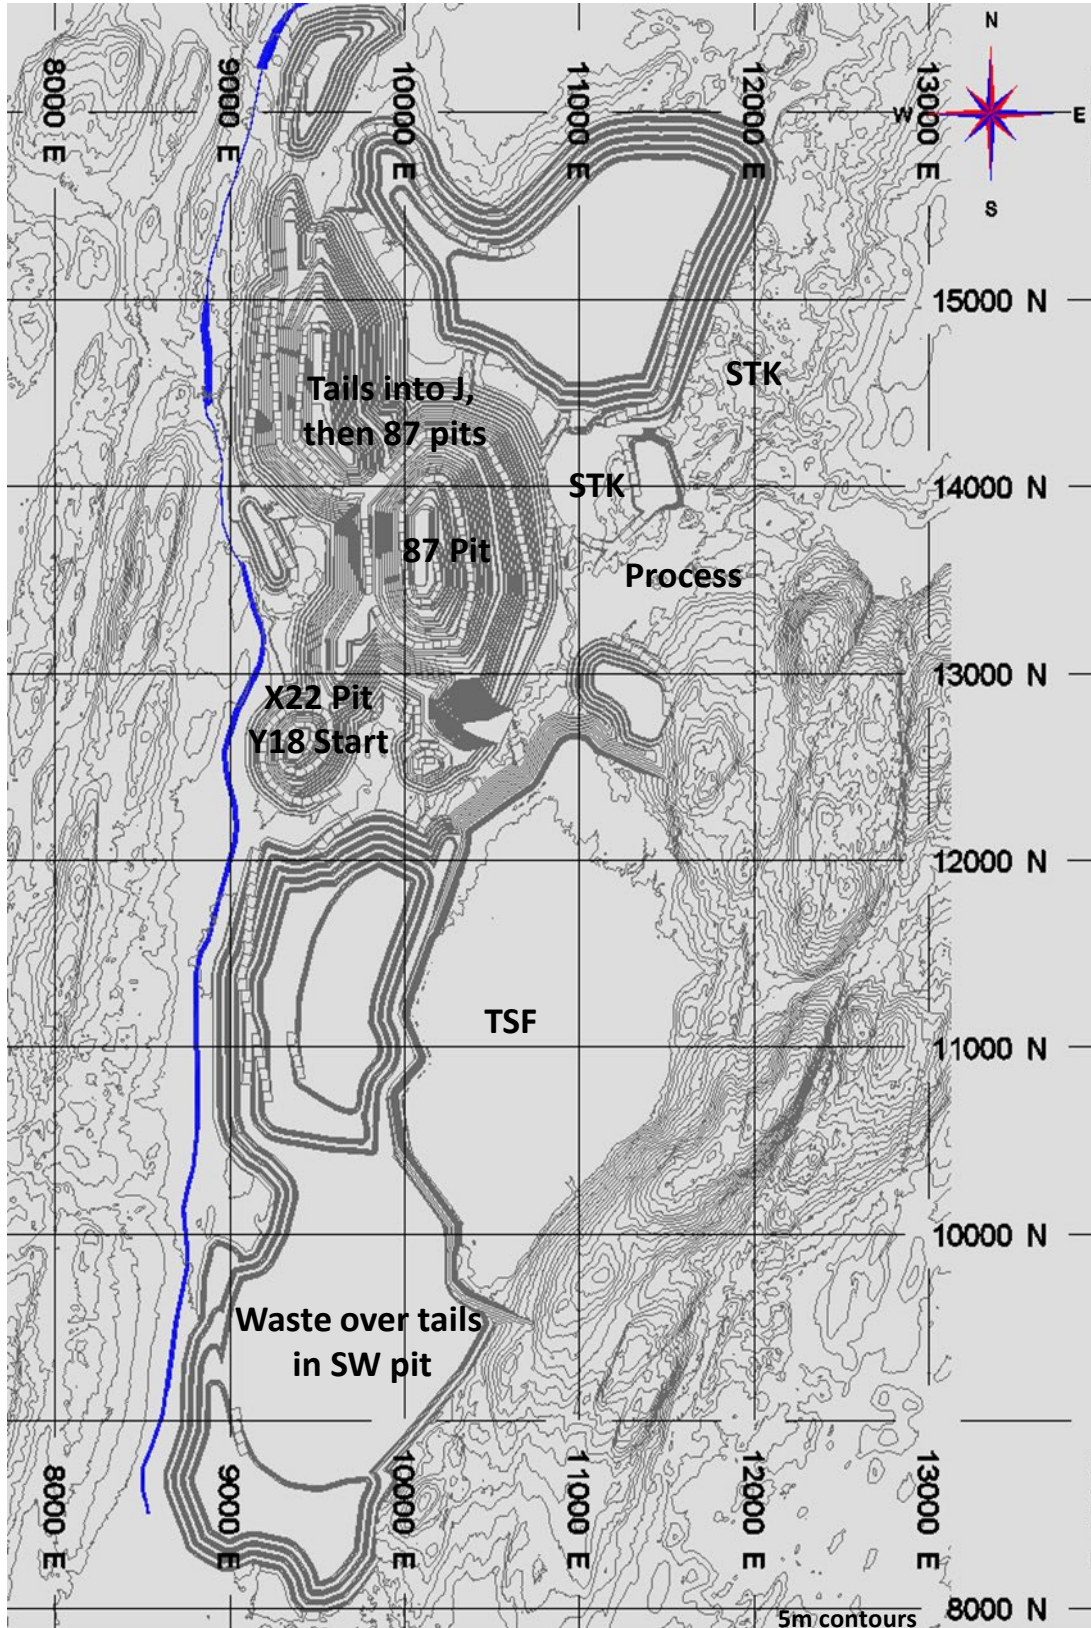 N
W E
S
8000 E
9000 E
10000 E
11000 E
12000 E
13000 E
15000 N
STK
Tails into J,
then 87 pits
STK
14000 N
87 Pit
Process
13000 N
X22 Pit
Y18 Start
12000 N
TSF
11000 N
10000 N
Waste over tails
in SW pit
8000 E
9000 E
10000 E
11000 E
12000 E
13000 E
5m contours
8000 N